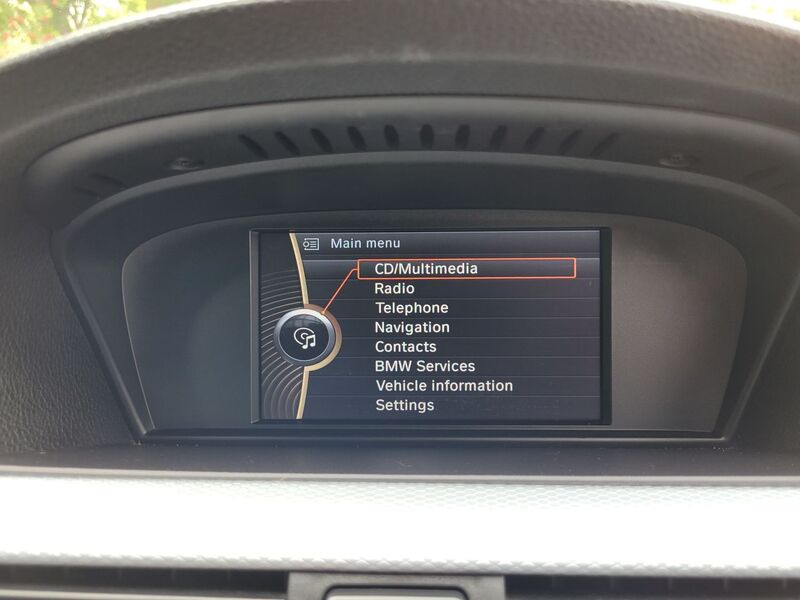 Main menu
CD/Multimedia
Radio
Telephone
Navigation
Contacts
BMW Services
Vehicle information
Settings